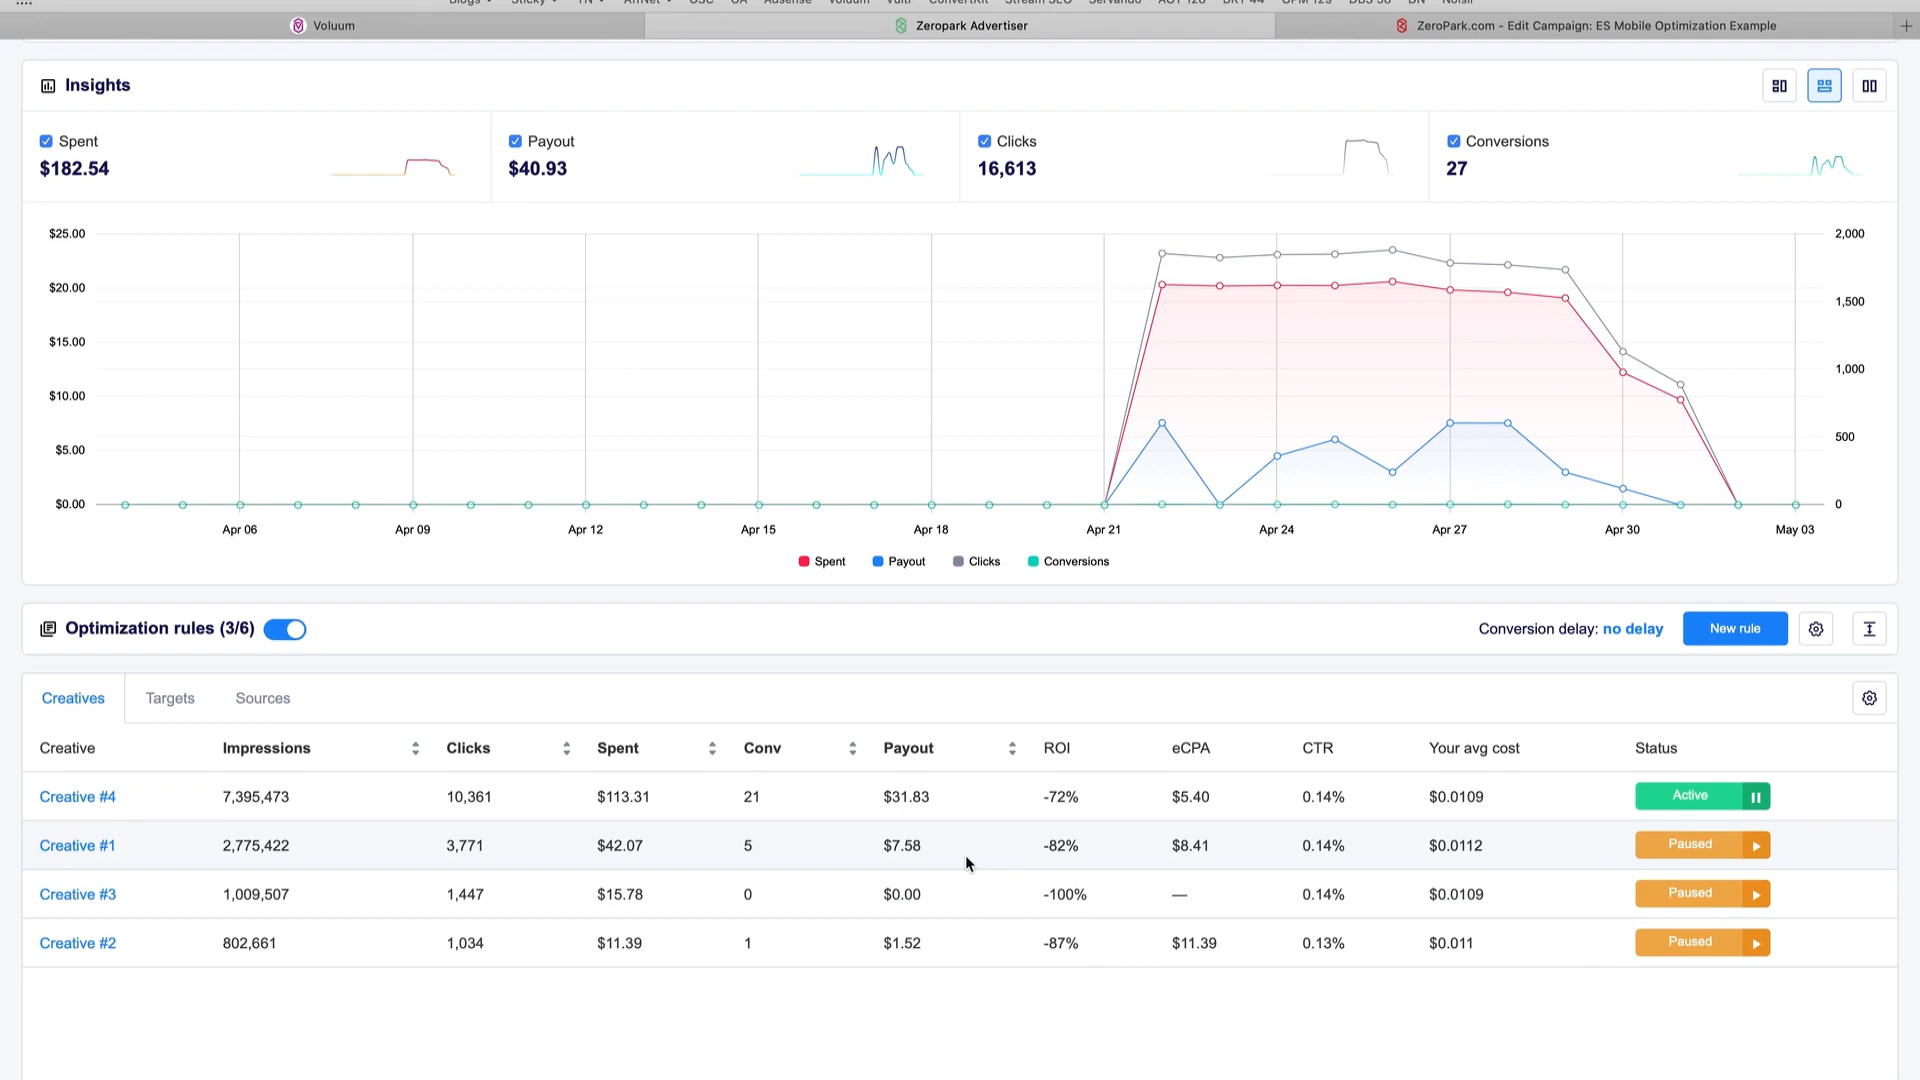 Voluum
Zeropark Advertiser
ZeroPark.com - Edit Campaign: ES Mobile Optimization Example
Insights
Spent
$182.54
Payout
$40.93
Clicks
16,613
Conversions
27
$25.00
$20.00
$15.00
$10.00
$5.00
$0.00
2,000
1,500
1,000
500
0
Apr 06 Apr 09 Apr 12 Apr 15 Apr 18 Apr 21 Apr 24 Apr 27 Apr 30 May 03
Spent Payout Clicks Conversions
Optimization rules (3/6)
Conversion delay: no delay
New rule
Creatives Targets Sources
Creative Impressions Clicks Spent Conv Payout ROI eCPA CTR Your avg cost Status
Creative #4 7,395,473 10,361 $113.31 21 $31.83 -72% $5.40 0.14% $0.0109 Active
Creative #1 2,775,422 3,771 $42.07 5 $7.58 -82% $8.41 0.14% $0.0112 Paused
Creative #3 1,009,507 1,447 $15.78 0 $0.00 -100% — 0.14% $0.0109 Paused
Creative #2 802,661 1,034 $11.39 1 $1.52 -87% $11.39 0.13% $0.011 Paused